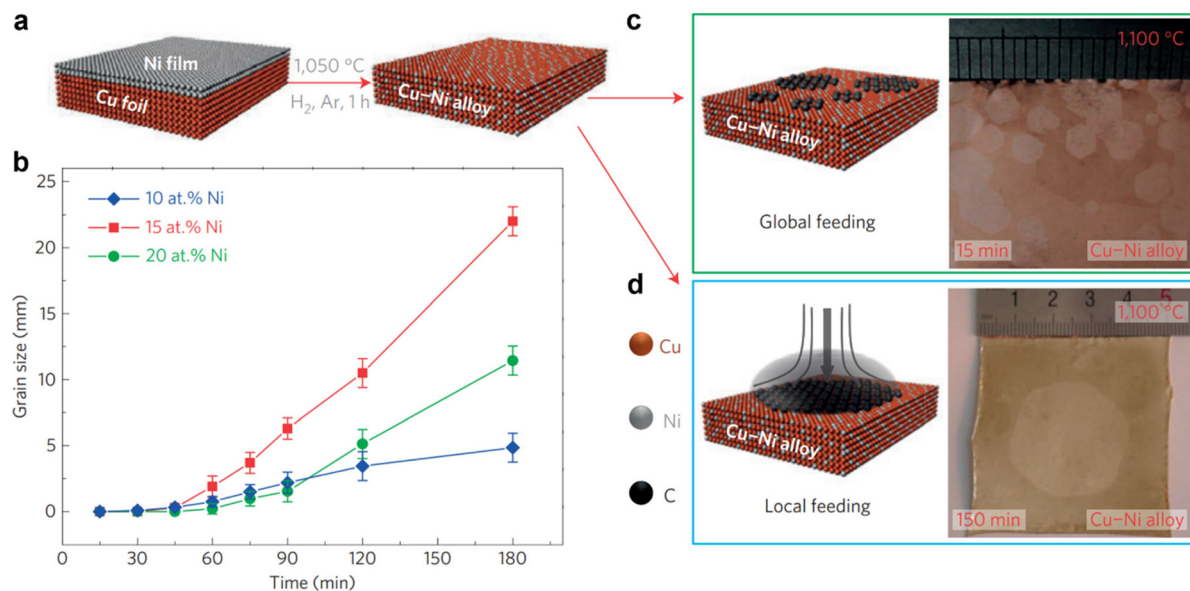 a
Ni film
Cu foil
1,050 °C
H2, Ar, 1 h
Cu–Ni alloy
b
25
20
15
10
5
0
10 at.% Ni
15 at.% Ni
20 at.% Ni
Grain size (mm)
0
30
60
90
120
150
180
Time (min)
c
Cu–Ni alloy
Global feeding
1,100 °C
15 min
Cu–Ni alloy
d
Cu
Ni
C
Cu–Ni alloy
Local feeding
1 2 3 4 5
1,100 °C
150 min
Cu–Ni alloy